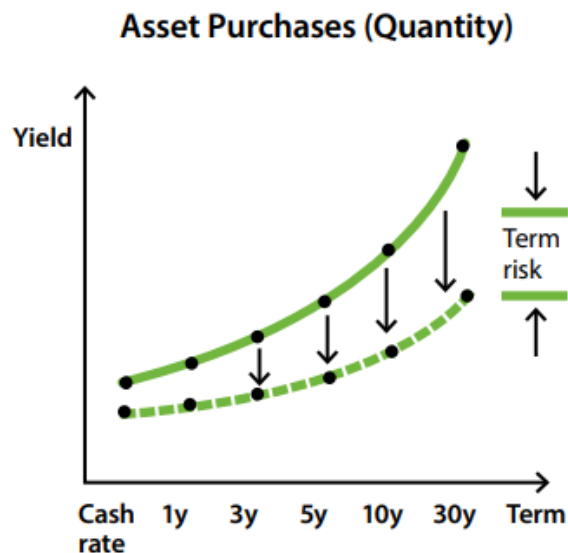 Asset Purchases (Quantity)
Yield
Term
risk
Cash
rate
1y
3y
5y
10y
30y
Term